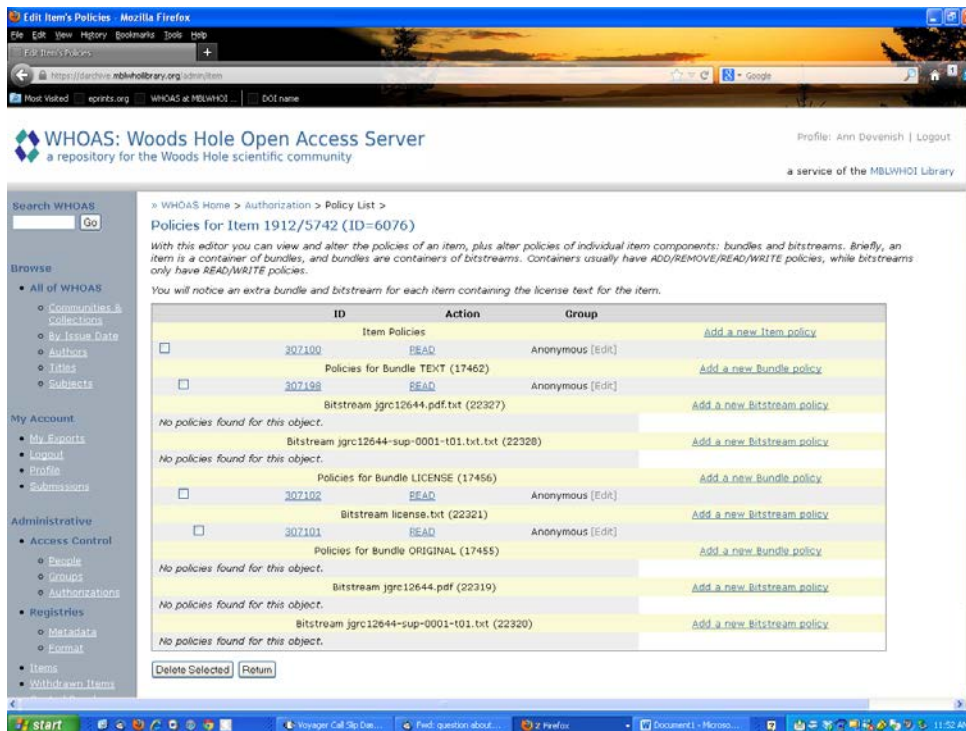 Edit Item's Policies - Mozilla Firefox
File Edit View History Bookmarks Tools Help
Edit Item's Policies +
https://darchive.mblwhoilibrary.org/admin/item
Google
Most Visited eprints.org WHOAS at MBLWHOI ... DOI name
WHOAS: Woods Hole Open Access Server
a repository for the Woods Hole scientific community
Profile: Ann Devenish | Logout
a service of the MBLWHOI Library
Search WHOAS
Go
Browse
All of WHOAS
Communities &
Collections
By Issue Date
Authors
Titles
Subjects
My Account
My Exports
Logout
Profile
Submissions
Administrative
Access Control
People
Groups
Authorizations
Registries
Metadata
Format
Items
Withdrawn Items
» WHOAS Home > Authorization > Policy List >
Policies for Item 1912/5742 (ID=6076)
With this editor you can view and alter the policies of an item, plus alter policies of individual item components: bundles and bitstreams. Briefly, an
item is a container of bundles, and bundles are containers of bitstreams. Containers usually have ADD/REMOVE/READ/WRITE policies, while bitstreams
only have READ/WRITE policies.
You will notice an extra bundle and bitstream for each item containing the license text for the item.
ID Action Group
Item Policies Add a new Item policy
307100 READ Anonymous [Edit]
Policies for Bundle TEXT (17462) Add a new Bundle policy
307198 READ Anonymous [Edit]
Bitstream jgrc12644.pdf.txt (22327) Add a new Bitstream policy
No policies found for this object.
Bitstream jgrc12644-sup-0001-t01.txt.txt (22328) Add a new Bitstream policy
No policies found for this object.
Policies for Bundle LICENSE (17456) Add a new Bundle policy
307102 READ Anonymous [Edit]
Bitstream license.txt (22321) Add a new Bitstream policy
307101 READ Anonymous [Edit]
Policies for Bundle ORIGINAL (17455) Add a new Bundle policy
No policies found for this object.
Bitstream jgrc12644.pdf (22319) Add a new Bitstream policy
No policies found for this object.
Bitstream jgrc12644-sup-0001-t01.txt (22320) Add a new Bitstream policy
No policies found for this object.
Delete Selected Return
start Voyager Call Slip Dae... Fwd: question about... 2 Firefox Document1 - Microso... 11:52 AM